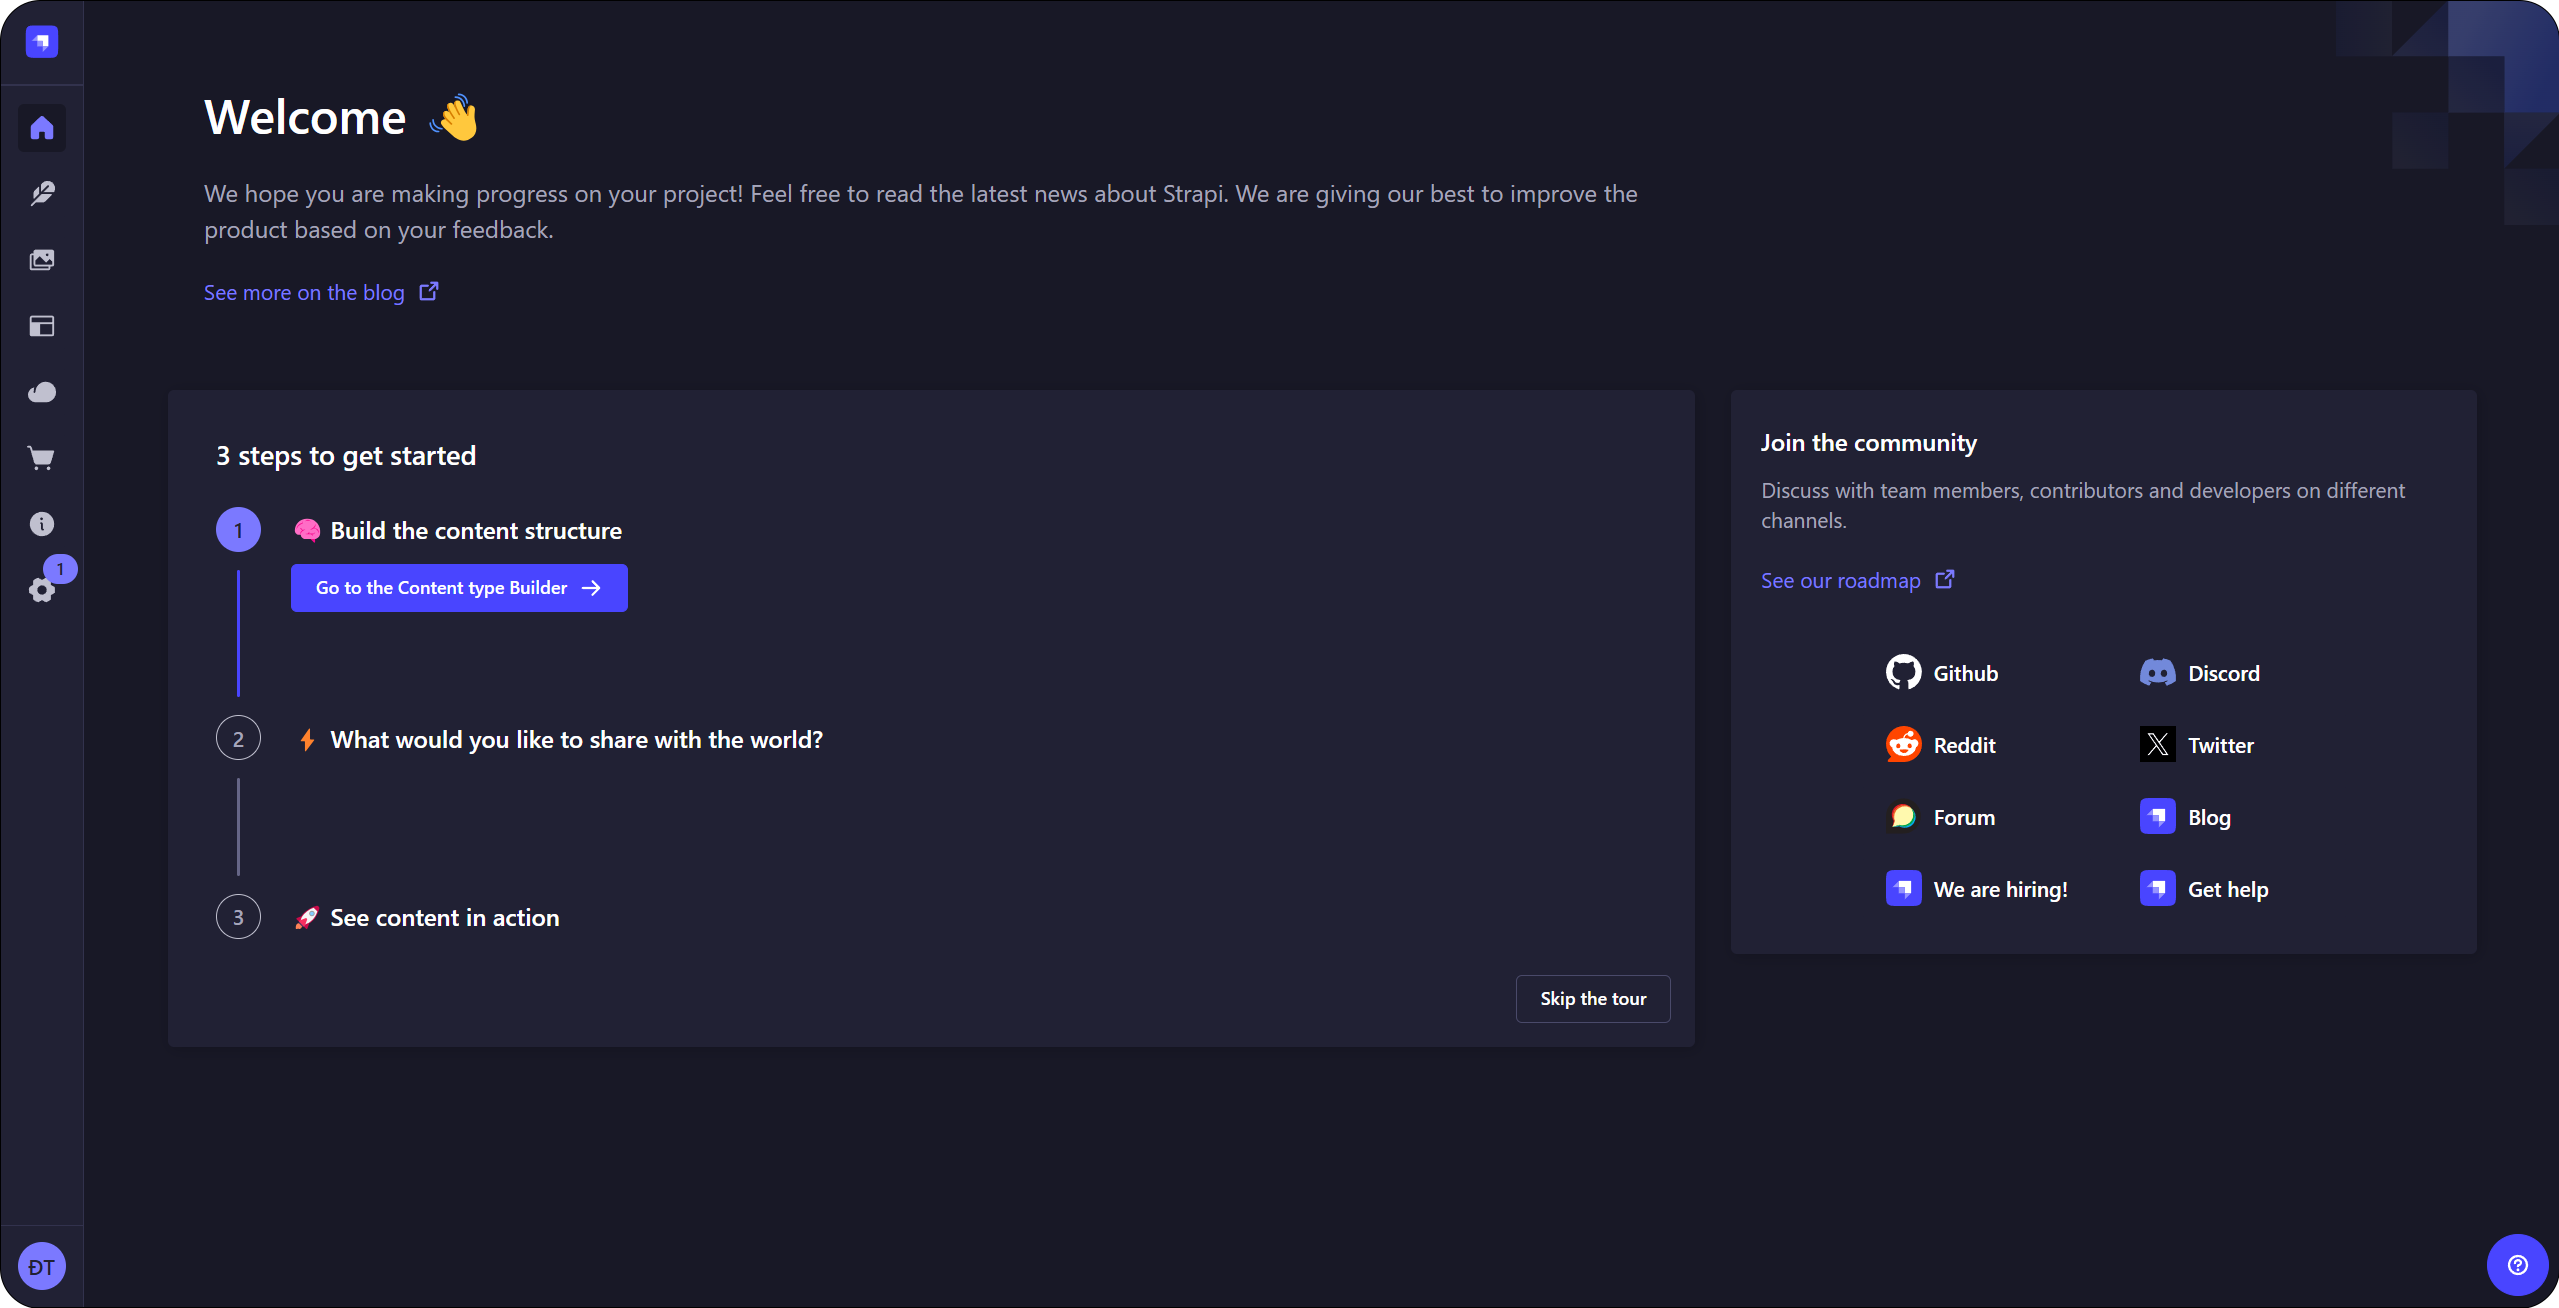 Welcome 👋
We hope you are making progress on your project! Feel free to read the latest news about Strapi. We are giving our best to improve the
product based on your feedback.
See more on the blog
3 steps to get started
1
🧠 Build the content structure
Go to the Content type Builder
2
⚡ What would you like to share with the world?
3
🚀 See content in action
Skip the tour
Join the community
Discuss with team members, contributors and developers on different
channels.
See our roadmap
Github
Discord
Reddit
Twitter
Forum
Blog
We are hiring!
Get help
1
ĐT